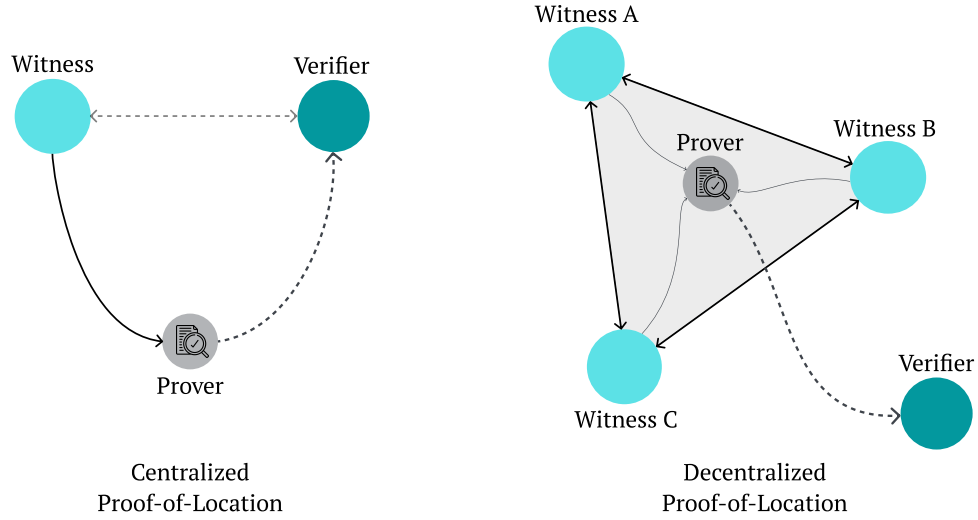 Witness
Verifier
Prover
Centralized
Proof-of-Location
Witness A
Witness B
Prover
Witness C
Verifier
Decentralized
Proof-of-Location